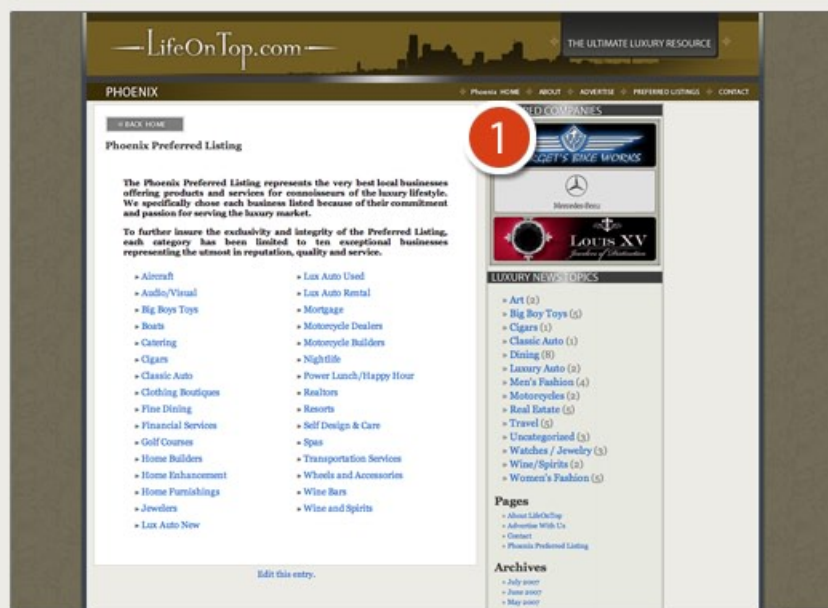 LifeOnTop.com
THE ULTIMATE LUXURY RESOURCE
PHOENIX
Phoenix HOME ABOUT ADVERTISE PREFERRED LISTINGS CONTACT
« BACK HOME
Phoenix Preferred Listing
The Phoenix Preferred Listing represents the very best local businesses
offering products and services for connoisseurs of the luxury lifestyle.
We specifically chose each business listed because of their commitment
and passion for serving the luxury market.
To further insure the exclusivity and integrity of the Preferred Listing,
each category has been limited to ten exceptional businesses
representing the utmost in reputation, quality and service.
» Aircraft
» Audio/Visual
» Big Boys Toys
» Boats
» Catering
» Cigars
» Classic Auto
» Clothing Boutiques
» Fine Dining
» Financial Services
» Golf Courses
» Home Builders
» Home Enhancement
» Home Furnishings
» Jewelers
» Lux Auto New
» Lux Auto Used
» Lux Auto Rental
» Mortgage
» Motorcycle Dealers
» Motorcycle Builders
» Nightlife
» Power Lunch/Happy Hour
» Realtors
» Resorts
» Self Design & Care
» Spas
» Transportation Services
» Wheels and Accessories
» Wine Bars
» Wine and Spirits
Edit this entry.
1
COMPANIES
BIKE WORKS
Mercedes-Benz
LOUIS XV
Jewelers of Distinction
LUXURY NEWS TOPICS
» Art (2)
» Big Boy Toys (5)
» Cigars (1)
» Classic Auto (1)
» Dining (8)
» Luxury Auto (2)
» Men's Fashion (4)
» Motorcycles (2)
» Real Estate (5)
» Travel (5)
» Uncategorized (3)
» Watches / Jewelry (3)
» Wine/Spirits (2)
» Women's Fashion (5)
Pages
» About LifeOnTop
» Advertise With Us
» Contact
» Phoenix Preferred Listing
Archives
» July 2007
» June 2007
» May 2007